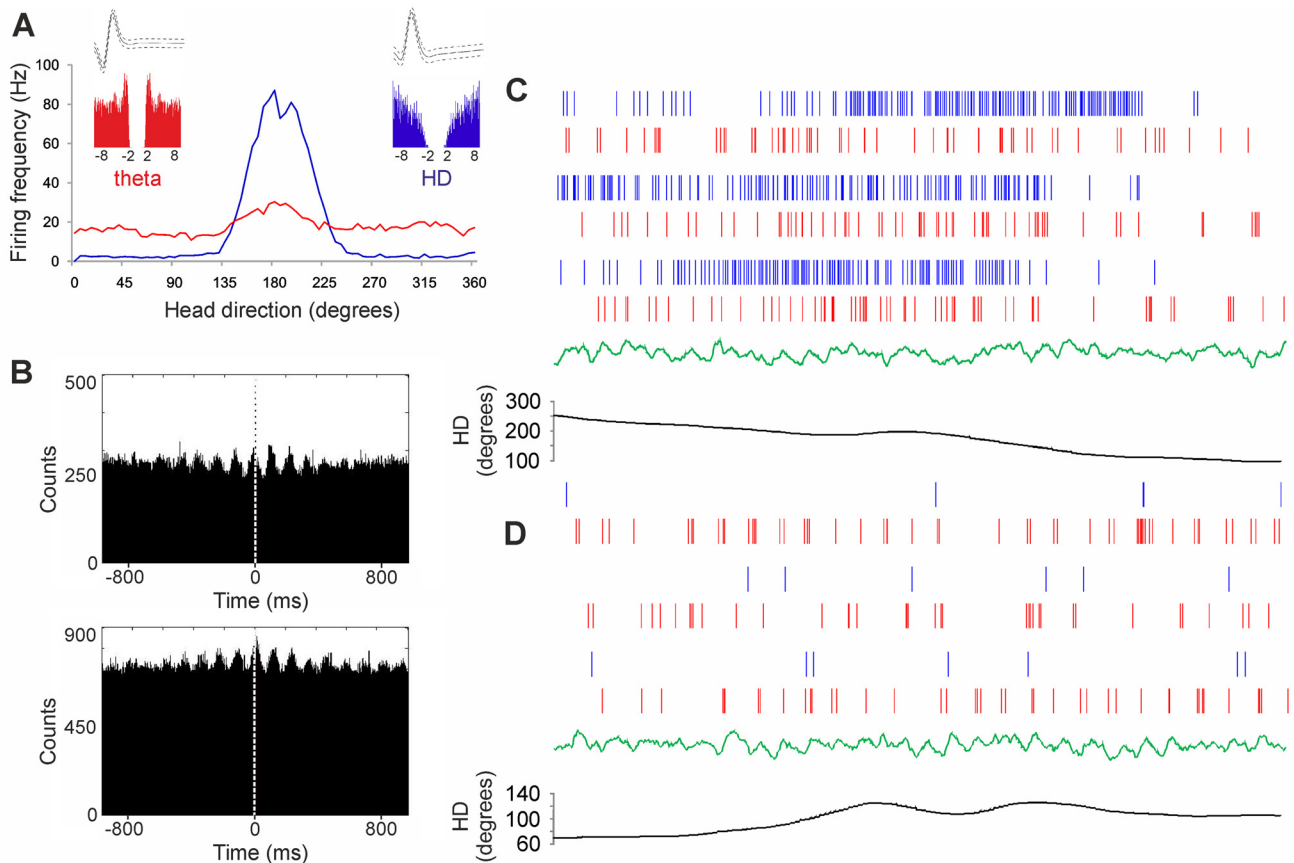 A
Firing frequency (Hz)
100
80
60
40
20
0
-8 -2 2 8
theta
-8 -2 2 8
HD
0 45 90 135 180 225 270 315 360
Head direction (degrees)
B
Counts
500
250
0
-800 0 800
Time (ms)
Counts
900
450
0
-800 0 800
Time (ms)
C
HD
(degrees)
300
200
100
D
HD
(degrees)
140
100
60